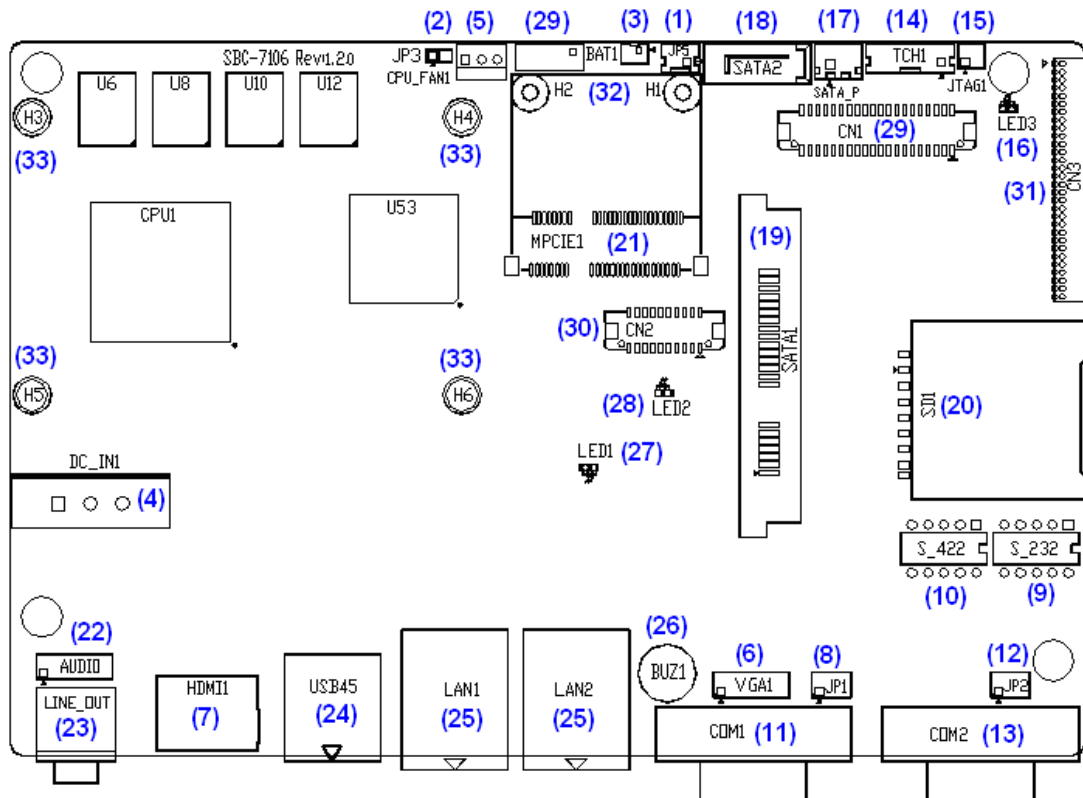 (2) (5) (29) (3) (1) (18) (17) (14) (15)
SBC-7106 Rev:1.2.0 JP3 BAT1 JP5 SATA2 TCH1
CPU_FAN1 SATA_P JTAG1
U6 U8 U10 U12 H2 (32) H1
H3 H4 CN1 (29) LED3
(33) (33) (16)
CN3
(31)
CPU1 U53
MPCIE1 (21) (19)
(30) CN2 SATA1
(33) (33)
H5 H6 (28) LED2 SD1 (20)
LED1 (27)
DC_IN1
(4)
S_422 S_232
(10) (9)
(22) (26) (6) (8) (12)
AUDIO BUZ1 VGA1 JP1 JP2
LINE_OUT HDMI1 USB45 LAN1 LAN2
(23) (7) (24) (25) (25) COM1 (11) COM2 (13)